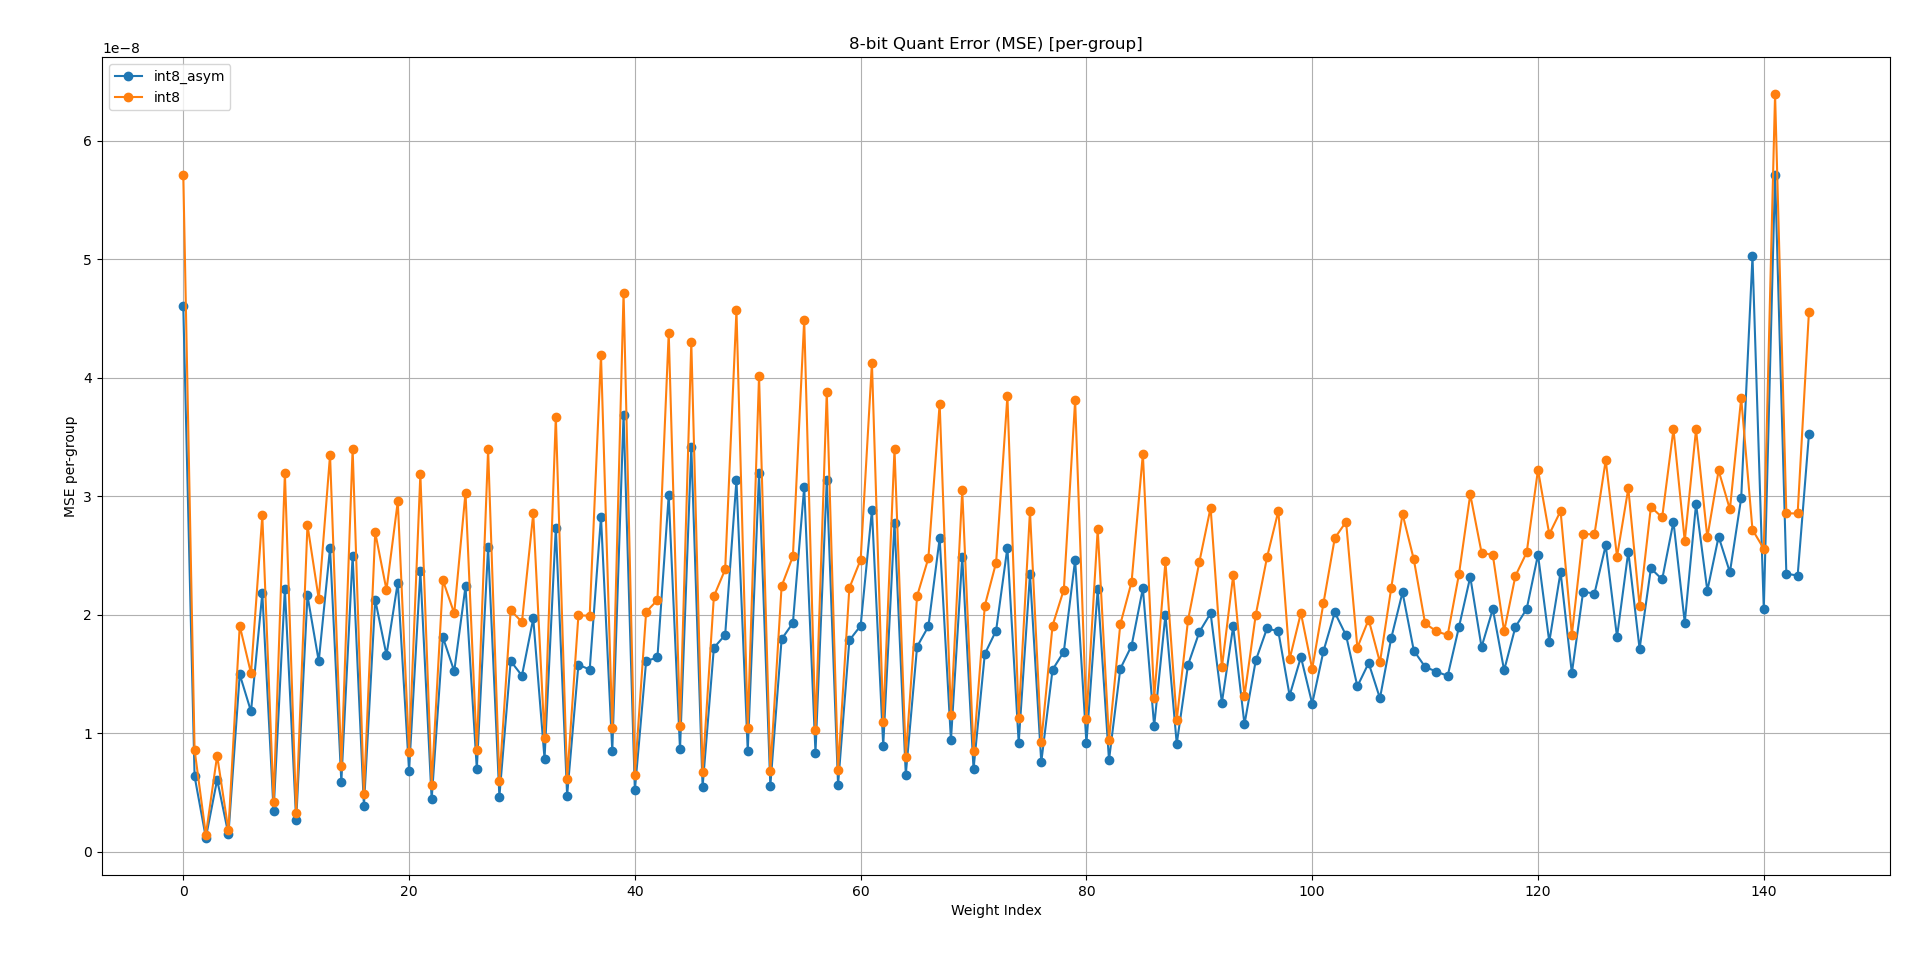 8-bit Quant Error (MSE) [per-group]
1e−8
int8_asym
int8
6
5
4
3
2
1
0
MSE per-group
0 20 40 60 80 100 120 140
Weight Index